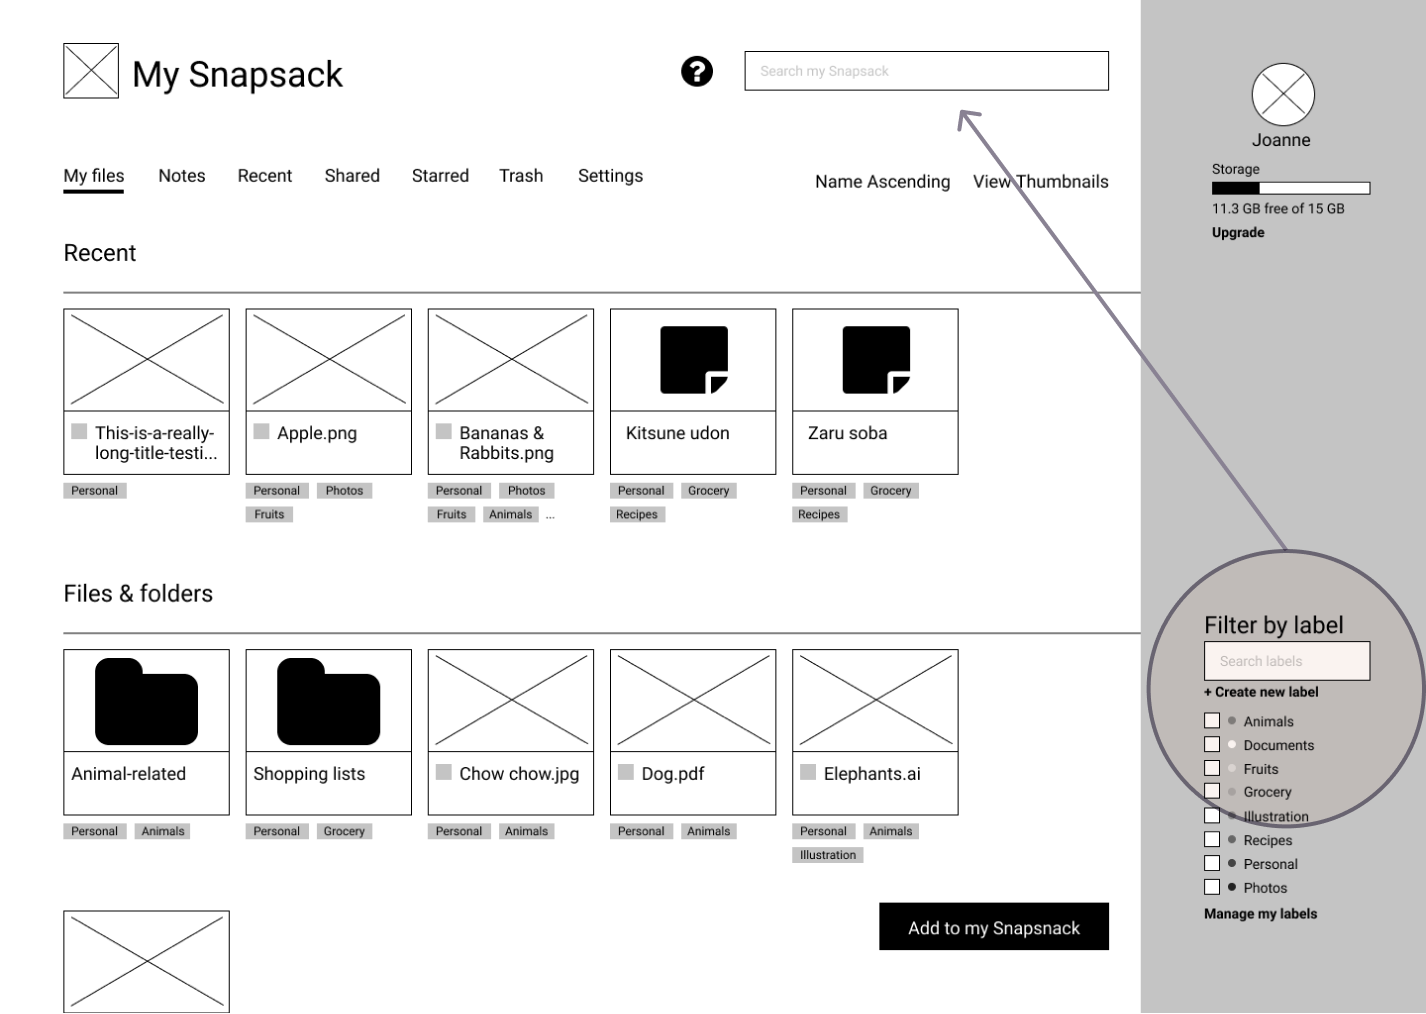 My Snapsack
?
Search my Snapsack
Joanne
Storage
11.3 GB free of 15 GB
Upgrade
My files Notes Recent Shared Starred Trash Settings
Name Ascending View Thumbnails
Recent
This-is-a-really-
long-title-testi...
Personal
Apple.png
Personal Photos
Fruits
Bananas &
Rabbits.png
Personal Photos
Fruits Animals ...
Kitsune udon
Personal Grocery
Recipes
Zaru soba
Personal Grocery
Recipes
Files & folders
Animal-related
Personal Animals
Shopping lists
Personal Grocery
Chow chow.jpg
Personal Animals
Dog.pdf
Personal Animals
Elephants.ai
Personal Animals
Illustration
Add to my Snapsnack
Filter by label
Search labels
+ Create new label
Animals
Documents
Fruits
Grocery
Illustration
Recipes
Personal
Photos
Manage my labels